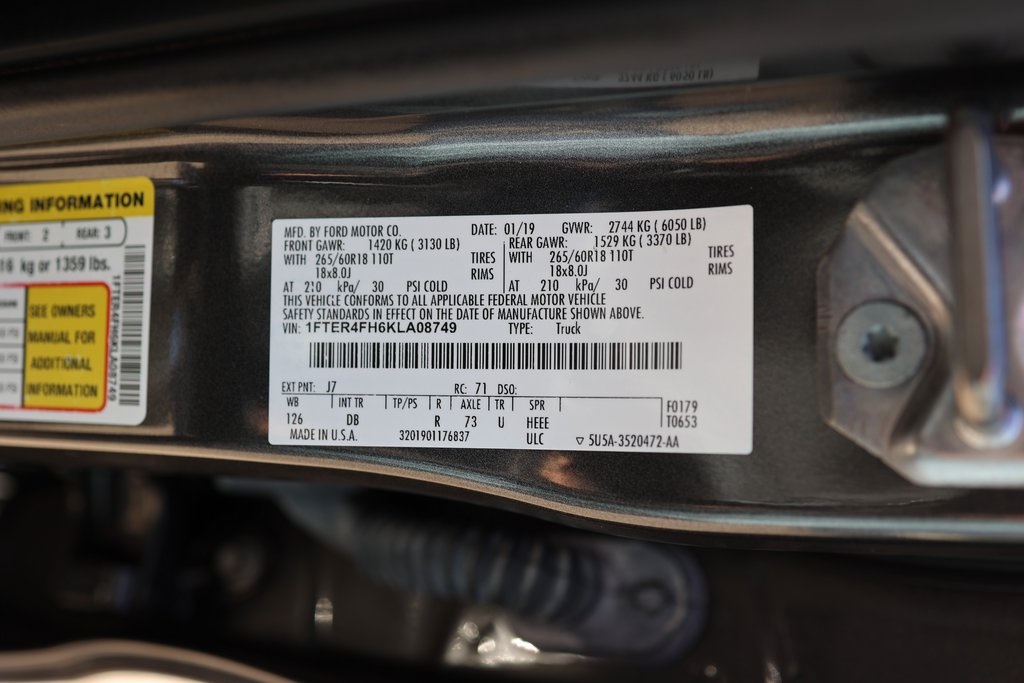 NG INFORMATION
FRONT: 2 REAR: 3
16 kg or 1359 lbs.
SEE OWNERS
MANUAL FOR
ADDITIONAL
INFORMATION
1FTER4FH6KLA08749
MFD. BY FORD MOTOR CO. DATE: 01/19 GVWR: 2744 KG ( 6050 LB)
FRONT GAWR: 1420 KG ( 3130 LB) REAR GAWR: 1529 KG ( 3370 LB)
WITH 265/60R18 110T TIRES WITH 265/60R18 110T TIRES
18x8.0J RIMS 18x8.0J RIMS
AT 210 kPa/ 30 PSI COLD AT 210 kPa/ 30 PSI COLD
THIS VEHICLE CONFORMS TO ALL APPLICABLE FEDERAL MOTOR VEHICLE
SAFETY STANDARDS IN EFFECT ON THE DATE OF MANUFACTURE SHOWN ABOVE.
VIN: 1FTER4FH6KLA08749 TYPE: Truck
EXT PNT: J7 RC: 71 DSO:
WB INT TR TP/PS R AXLE TR SPR F0179
126 DB R 73 U HEEE T0653
MADE IN U.S.A. 3201901176837 ULC ▽ 5U5A-3520472-AA